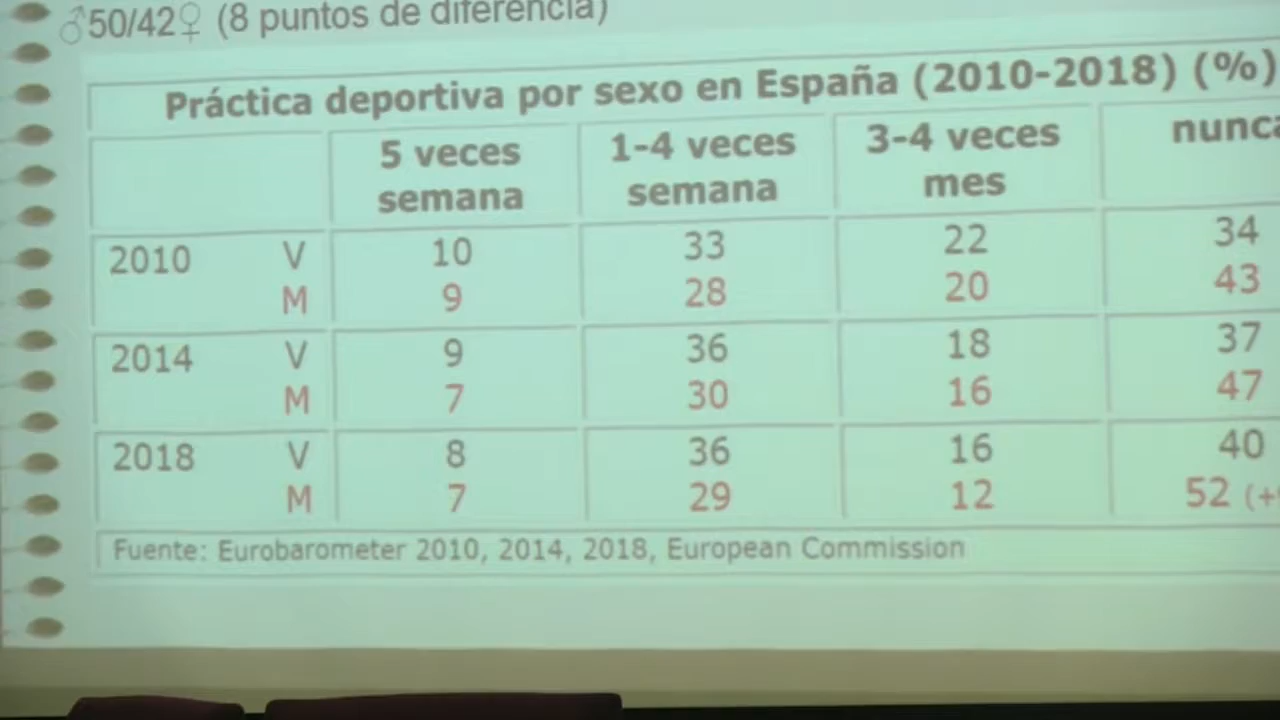 ♂50/42♀ (8 puntos de diferencia)
Práctica deportiva por sexo en España (2010-2018) (%)
5 veces semana 1-4 veces semana 3-4 veces mes nunca
2010 V 10 33 22 34
M 9 28 20 43
2014 V 9 36 18 37
M 7 30 16 47
2018 V 8 36 16 40
M 7 29 12 52
Fuente: Eurobarometer 2010, 2014, 2018, European Commission